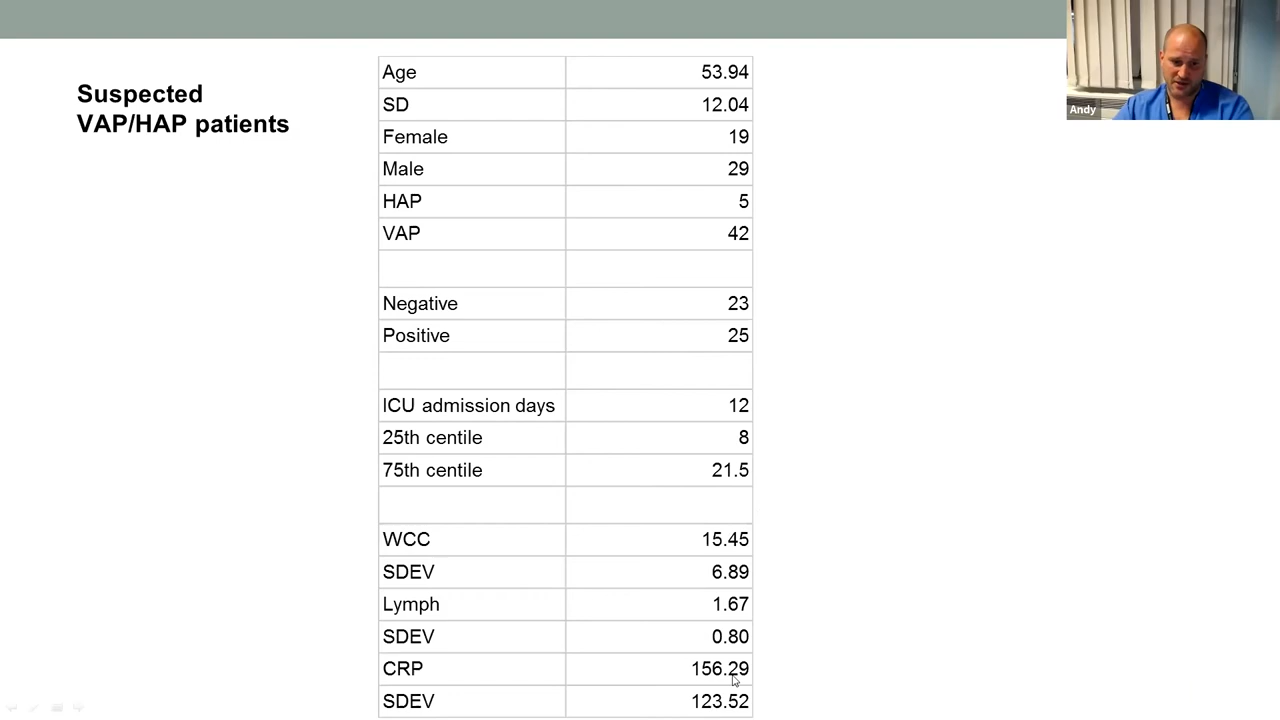 Suspected
VAP/HAP patients
Age 53.94
SD 12.04
Female 19
Male 29
HAP 5
VAP 42
Negative 23
Positive 25
ICU admission days 12
25th centile 8
75th centile 21.5
WCC 15.45
SDEV 6.89
Lymph 1.67
SDEV 0.80
CRP 156.29
SDEV 123.52
Andy